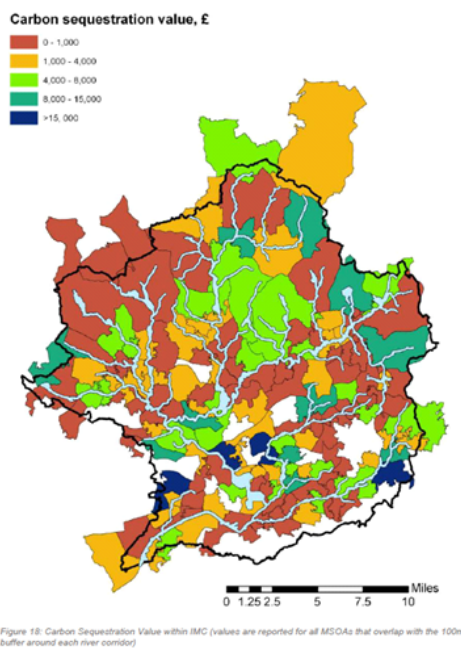 Carbon sequestration value, £
0 - 1,000
1,000 - 4,000
4,000 - 8,000
8,000 - 15,000
>15, 000
Miles
0 1.25 2.5 5 7.5 10
Figure 18: Carbon Sequestration Value within IMC (values are reported for all MSOAs that overlap with the 100m
buffer around each river corridor)